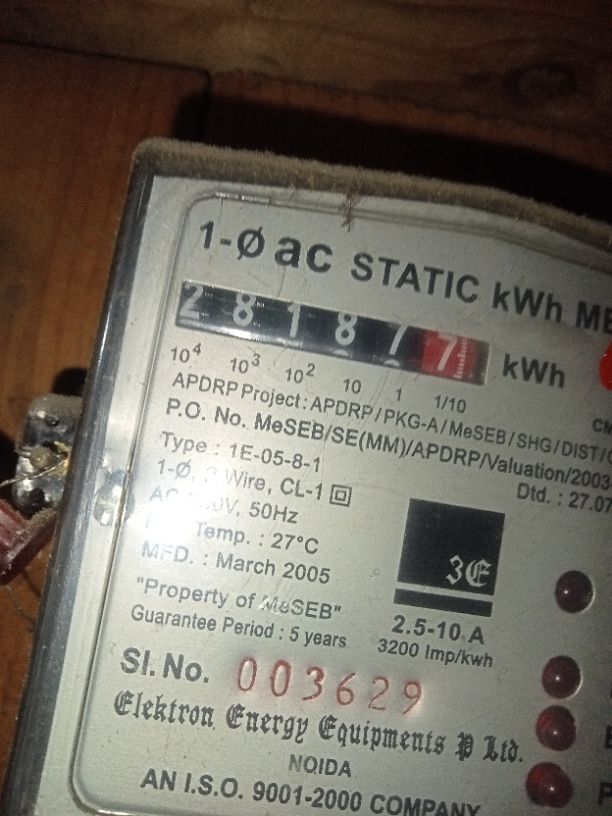 1-Ø ac STATIC kWh
2 8 1 8 7 7 kWh
10⁴ 10³ 10² 10 1 1/10
APDRP Project : APDRP / PKG-A / MeSEB / SHG / DIST /
P.O. No. MeSEB/SE(MM)/APDRP/Valuation/2003
Dtd. : 27.07
Type : 1E-05-8-1
1-Ø, Wire, CL-1
AC V, 50Hz
Temp. : 27°C
MFD. : March 2005
3E
"Property of MeSEB"
Guarantee Period : 5 years
2.5-10 A
3200 Imp/kwh
Sl. No. 003629
Elektron Energy Equipments P Ltd.
NOIDA
AN I.S.O. 9001-2000 COMPANY